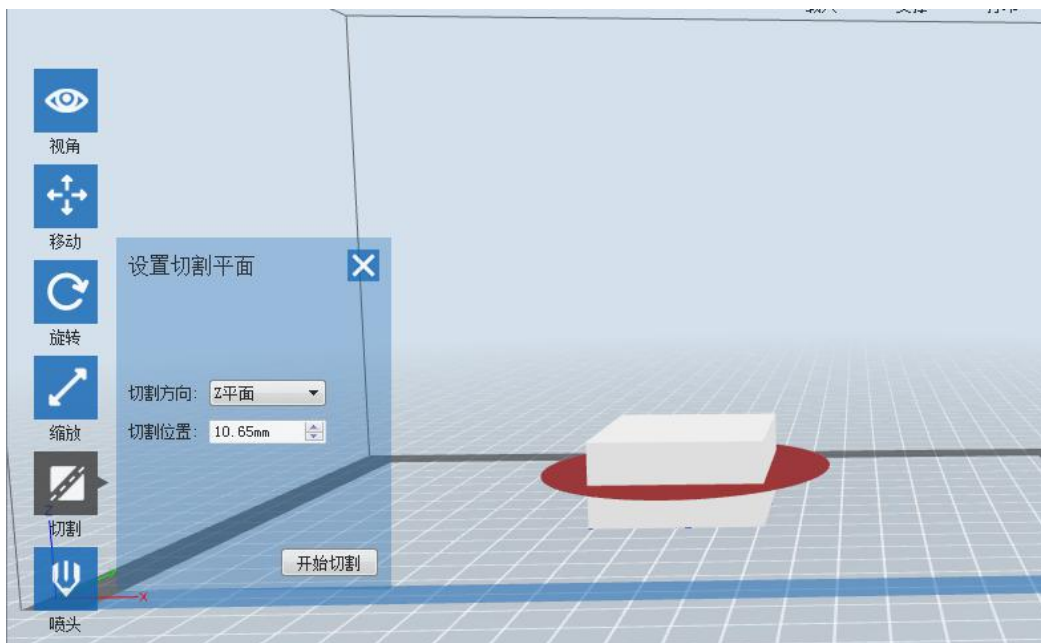 视角
移动
旋转
缩放
切割
喷头
设置切割平面
切割方向: Z平面
切割位置: 10.65mm
开始切割
Z
X